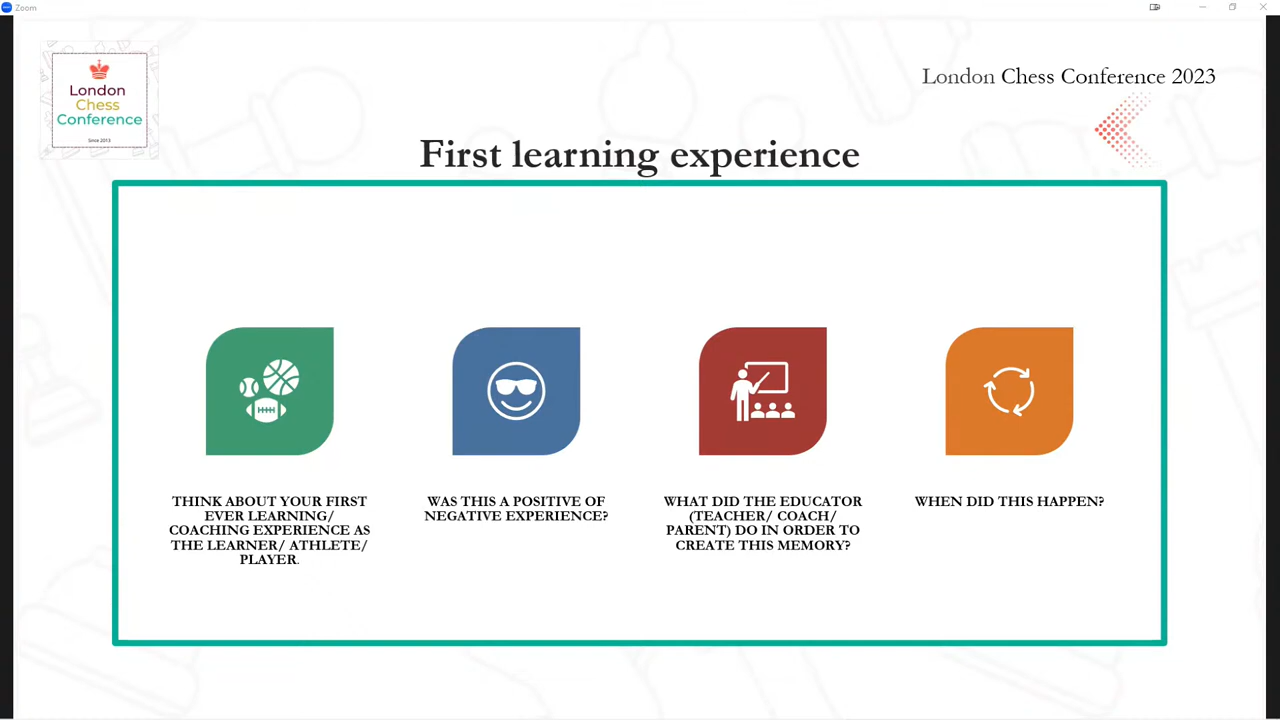 Zoom
London
Chess
Conference
Since 2013
London Chess Conference 2023
First learning experience
THINK ABOUT YOUR FIRST
EVER LEARNING/
COACHING EXPERIENCE AS
THE LEARNER/ ATHLETE/
PLAYER.
WAS THIS A POSITIVE OF
NEGATIVE EXPERIENCE?
WHAT DID THE EDUCATOR
(TEACHER/ COACH/
PARENT) DO IN ORDER TO
CREATE THIS MEMORY?
WHEN DID THIS HAPPEN?